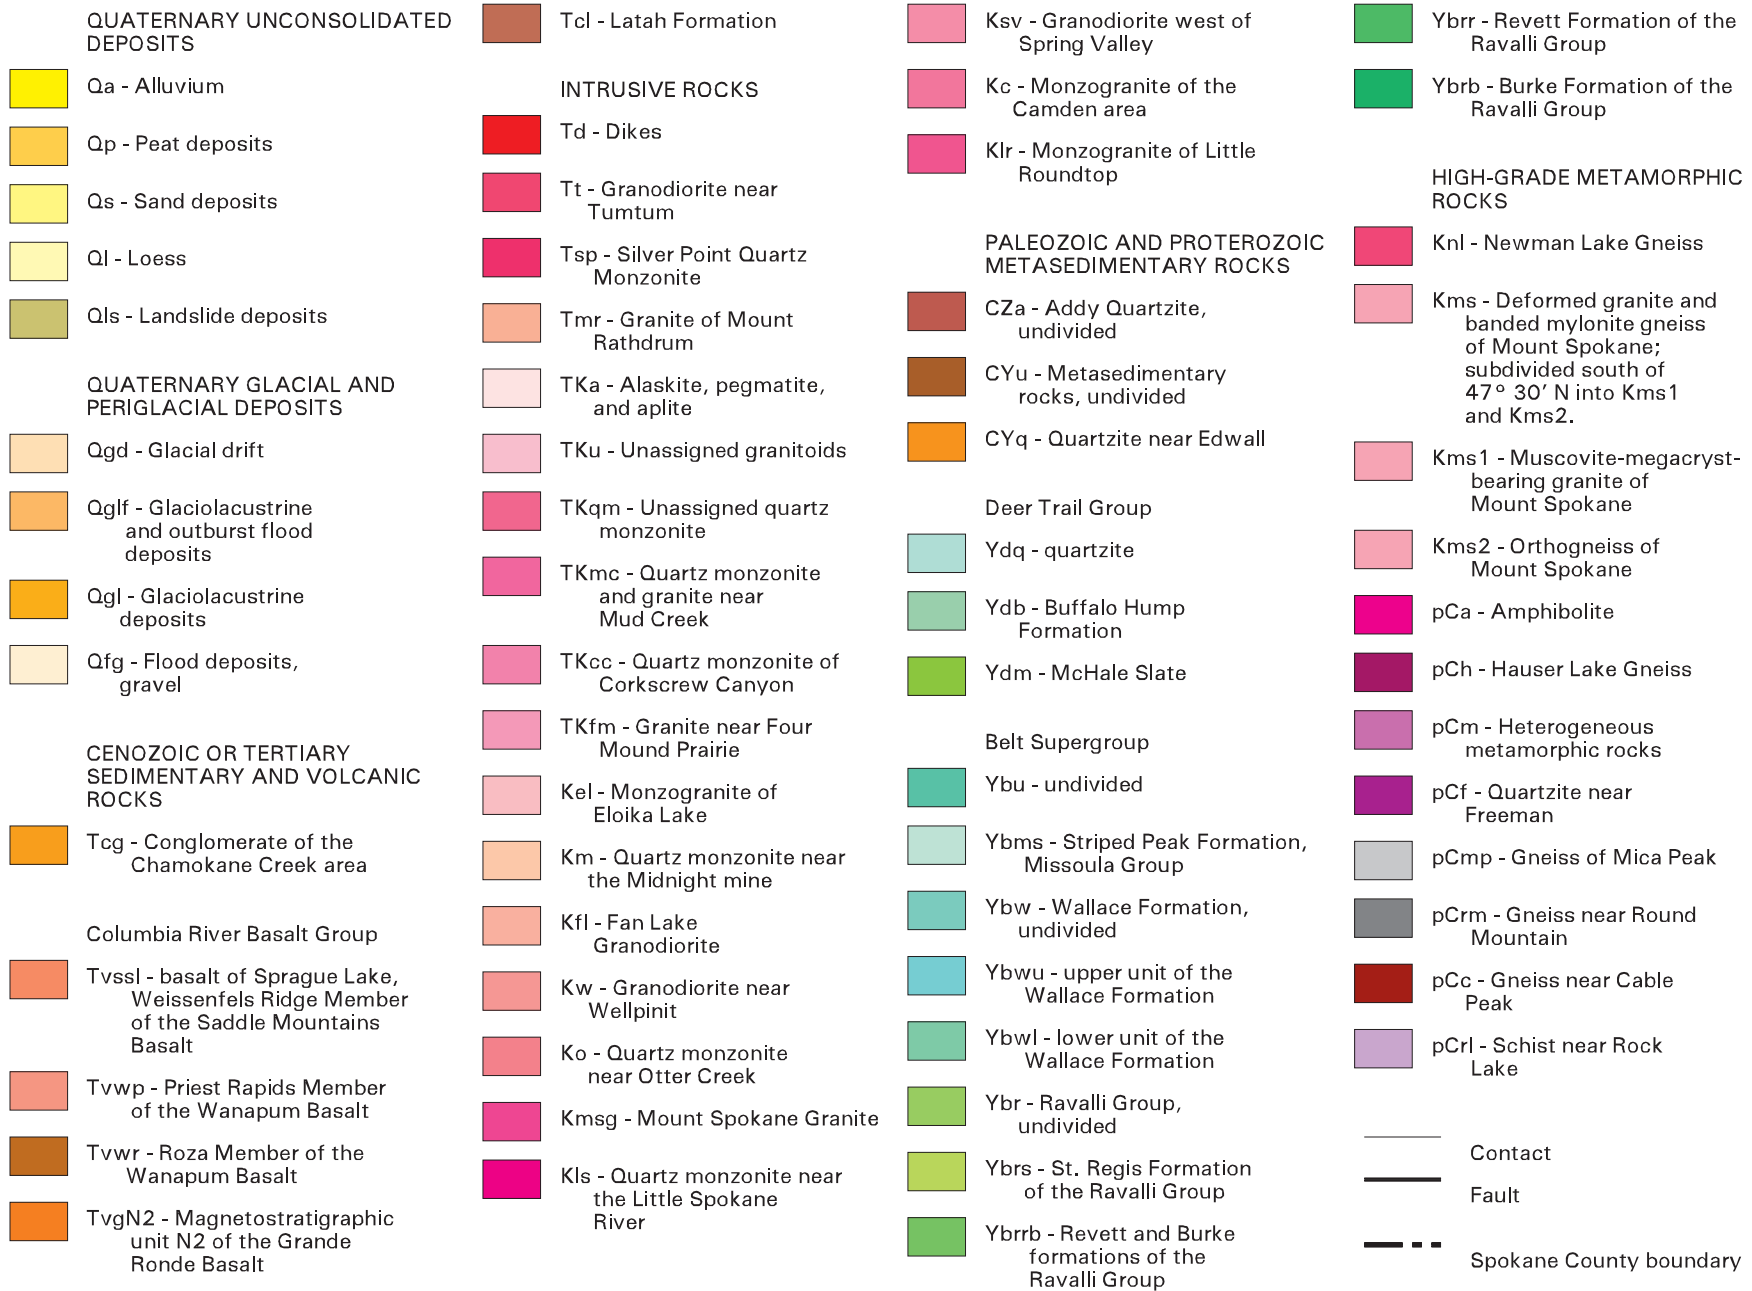 QUATERNARY UNCONSOLIDATED
DEPOSITS
Qa - Alluvium
Qp - Peat deposits
Qs - Sand deposits
Ql - Loess
Qls - Landslide deposits
QUATERNARY GLACIAL AND
PERIGLACIAL DEPOSITS
Qgd - Glacial drift
Qglf - Glaciolacustrine
and outburst flood
deposits
Qgl - Glaciolacustrine
deposits
Qfg - Flood deposits,
gravel
CENOZOIC OR TERTIARY
SEDIMENTARY AND VOLCANIC
ROCKS
Tcg - Conglomerate of the
Chamokane Creek area
Columbia River Basalt Group
Tvssl - basalt of Sprague Lake,
Weissenfels Ridge Member
of the Saddle Mountains
Basalt
Tvwp - Priest Rapids Member
of the Wanapum Basalt
Tvwr - Roza Member of the
Wanapum Basalt
TvgN2 - Magnetostratigraphic
unit N2 of the Grande
Ronde Basalt
Tcl - Latah Formation
INTRUSIVE ROCKS
Td - Dikes
Tt - Granodiorite near
Tumtum
Tsp - Silver Point Quartz
Monzonite
Tmr - Granite of Mount
Rathdrum
TKa - Alaskite, pegmatite,
and aplite
TKu - Unassigned granitoids
TKqm - Unassigned quartz
monzonite
TKmc - Quartz monzonite
and granite near
Mud Creek
TKcc - Quartz monzonite of
Corkscrew Canyon
TKfm - Granite near Four
Mound Prairie
Kel - Monzogranite of
Eloika Lake
Km - Quartz monzonite near
the Midnight mine
Kfl - Fan Lake
Granodiorite
Kw - Granodiorite near
Wellpinit
Ko - Quartz monzonite
near Otter Creek
Kmsg - Mount Spokane Granite
Kls - Quartz monzonite near
the Little Spokane
River
Ksv - Granodiorite west of
Spring Valley
Kc - Monzogranite of the
Camden area
Klr - Monzogranite of Little
Roundtop
PALEOZOIC AND PROTEROZOIC
METASEDIMENTARY ROCKS
CZa - Addy Quartzite,
undivided
CYu - Metasedimentary
rocks, undivided
CYq - Quartzite near Edwall
Deer Trail Group
Ydq - quartzite
Ydb - Buffalo Hump
Formation
Ydm - McHale Slate
Belt Supergroup
Ybu - undivided
Ybms - Striped Peak Formation,
Missoula Group
Ybw - Wallace Formation,
undivided
Ybwu - upper unit of the
Wallace Formation
Ybwl - lower unit of the
Wallace Formation
Ybr - Ravalli Group,
undivided
Ybrs - St. Regis Formation
of the Ravalli Group
Ybrrb - Revett and Burke
formations of the
Ravalli Group
Ybrr - Revett Formation of the
Ravalli Group
Ybrb - Burke Formation of the
Ravalli Group
HIGH-GRADE METAMORPHIC
ROCKS
Knl - Newman Lake Gneiss
Kms - Deformed granite and
banded mylonite gneiss
of Mount Spokane;
subdivided south of
47° 30′ N into Kms1
and Kms2.
Kms1 - Muscovite-megacryst-
bearing granite of
Mount Spokane
Kms2 - Orthogneiss of
Mount Spokane
pCa - Amphibolite
pCh - Hauser Lake Gneiss
pCm - Heterogeneous
metamorphic rocks
pCf - Quartzite near
Freeman
pCmp - Gneiss of Mica Peak
pCrm - Gneiss near Round
Mountain
pCc - Gneiss near Cable
Peak
pCrl - Schist near Rock
Lake
Contact
Fault
Spokane County boundary